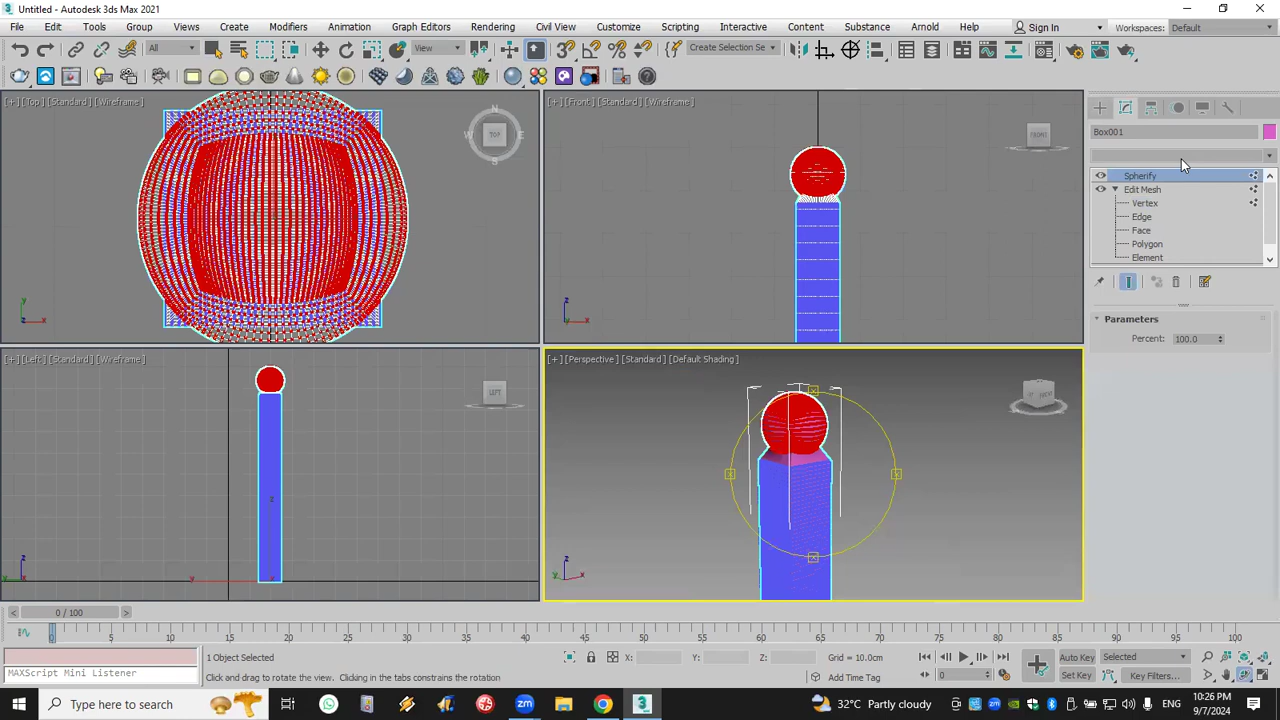 Untitled - Autodesk 3ds Max 2021
File Edit Tools Group Views Create Modifiers Animation Graph Editors Rendering Civil View Customize Scripting Interactive Content Substance Arnold Help Sign In Workspaces: Default
All View Create Selection Se
[+] [Top] [Standard] [Wireframe]
N
W TOP E
S
y
x
[+] [Front] [Standard] [Wireframe]
FRONT
z
x
[+] [Left] [Standard] [Wireframe]
LEFT
z
y x
z
y
[+] [Perspective] [Standard] [Default Shading]
z
y x
Box001
Spherify
Edit Mesh
Vertex
Edge
Face
Polygon
Element
Parameters
Percent: 100.0
< 0 / 100 >
0 5 10 15 20 25 30 35 40 45 50 55 60 65 70 75 80 85 90 95 100
1 Object Selected X: Y: Z: Grid = 10.0cm Auto Key Selected
MAXScript Mini Listener Click and drag to rotate the view. Clicking in the tabs constrains the rotation. Add Time Tag 0 Set Key Key Filters...
Type here to search zm 3 32°C Partly cloudy zm ENG 10:26 PM
9/7/2024